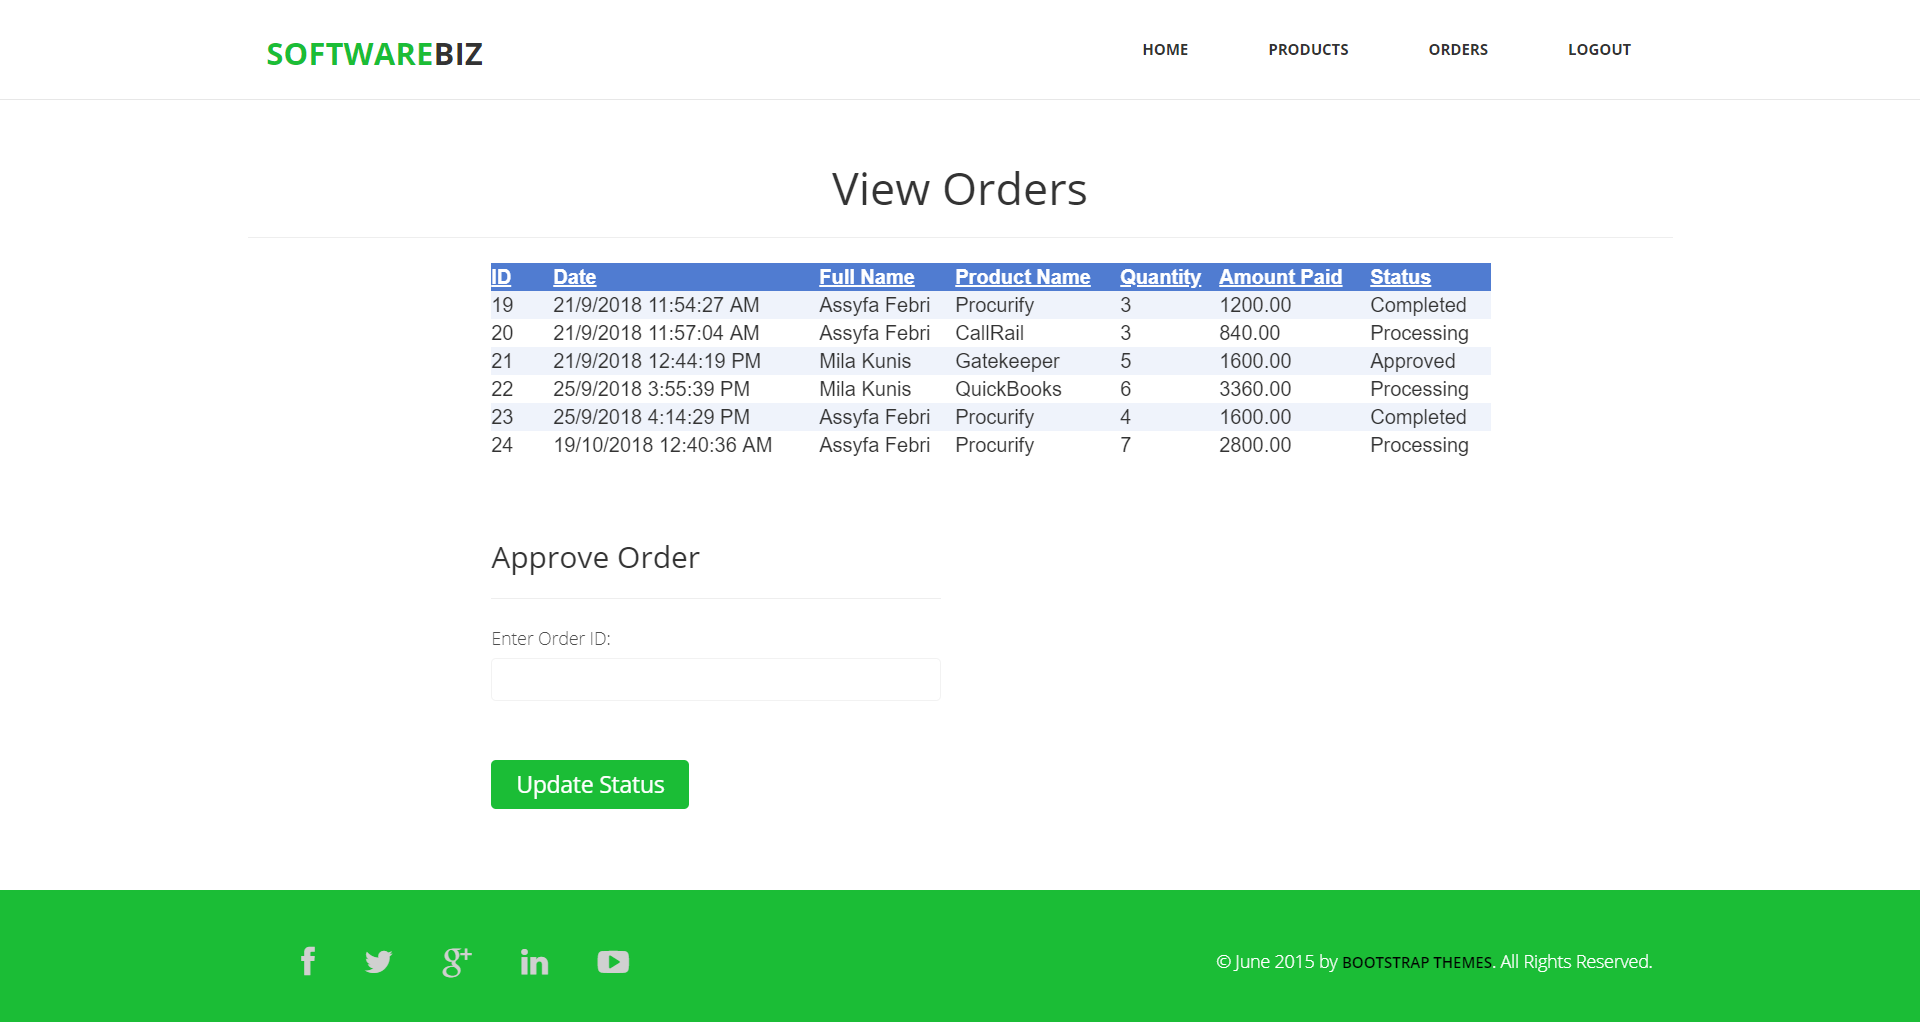 SOFTWAREBIZ HOME PRODUCTS ORDERS LOGOUT
View Orders
ID Date Full Name Product Name Quantity Amount Paid Status
19 21/9/2018 11:54:27 AM Assyfa Febri Procurify 3 1200.00 Completed
20 21/9/2018 11:57:04 AM Assyfa Febri CallRail 3 840.00 Processing
21 21/9/2018 12:44:19 PM Mila Kunis Gatekeeper 5 1600.00 Approved
22 25/9/2018 3:55:39 PM Mila Kunis QuickBooks 6 3360.00 Processing
23 25/9/2018 4:14:29 PM Assyfa Febri Procurify 4 1600.00 Completed
24 19/10/2018 12:40:36 AM Assyfa Febri Procurify 7 2800.00 Processing
Approve Order
Enter Order ID:
Update Status
© June 2015 by BOOTSTRAP THEMES. All Rights Reserved.